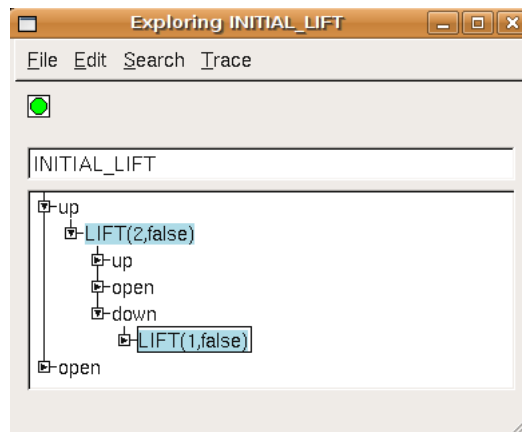 Exploring INITIAL_LIFT
File Edit Search Trace
INITIAL_LIFT
up
LIFT(2,false)
up
open
down
LIFT(1,false)
open